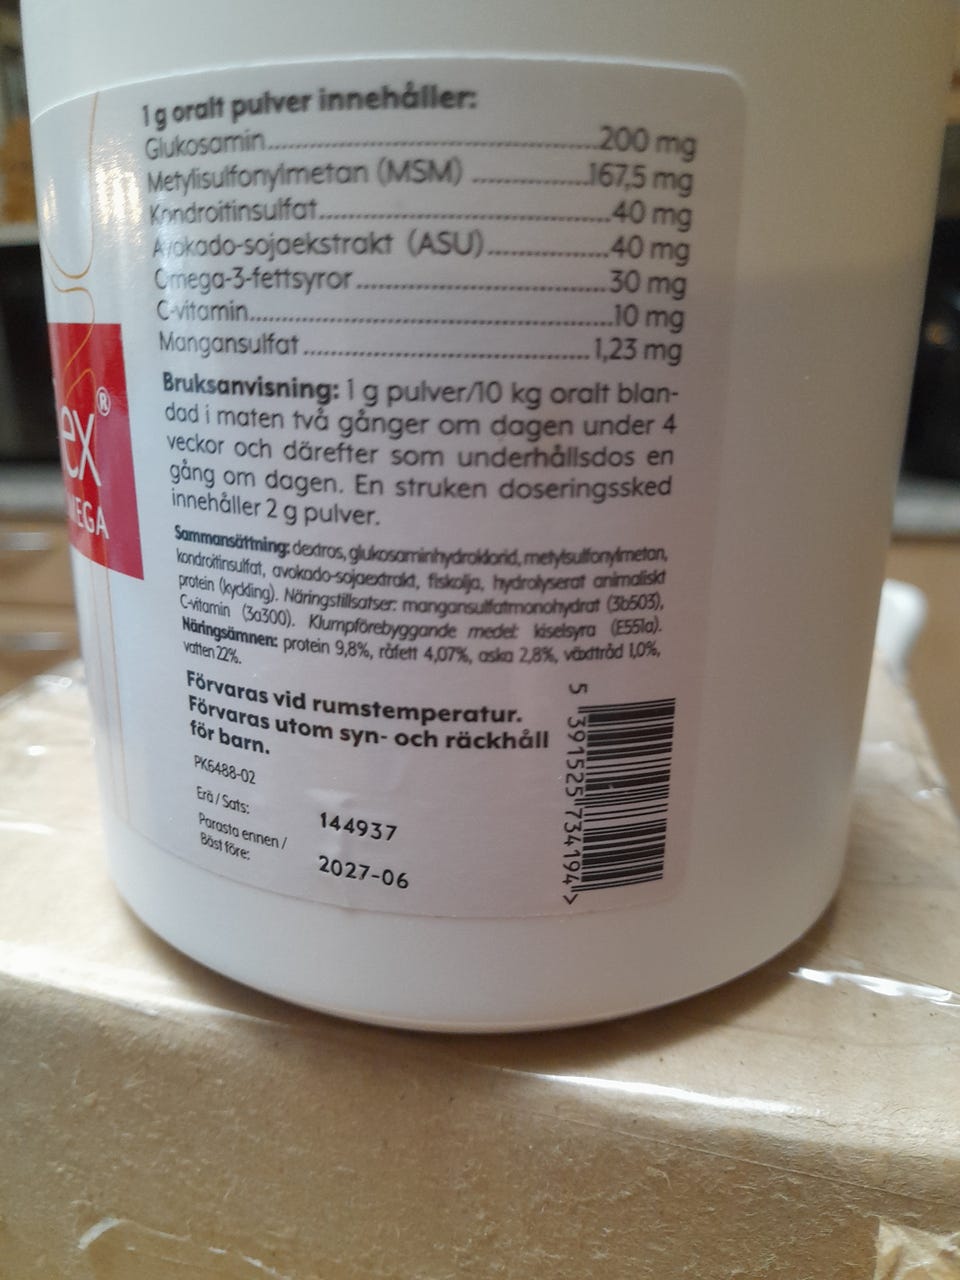 1 g oralt pulver innehåller:
Glukosamin..............................................200 mg
Metylisulfonylmetan (MSM) ................167,5 mg
Kondroitinsulfat........................................40 mg
Avokado-sojaekstrakt (ASU).................40 mg
Omega-3-fettsyror...................................30 mg
C-vitamin...................................................10 mg
Mangansulfat........................................1,23 mg
Bruksanvisning: 1 g pulver/10 kg oralt blan-
dad i maten två gånger om dagen under 4
veckor och därefter som underhållsdos en
gång om dagen. En struken doseringssked
innehåller 2 g pulver.
Sammansättning: dextros, glukosaminhydroklorid, metylsulfonylmetan,
kondroitinsulfat, avokado-sojaextrakt, fiskolja, hydrolyserat animaliskt
protein (kyckling). Näringstillsatser: mangansulfatmonohydrat (3b503),
C-vitamin (3a300). Klumpförebyggande medel: kiselsyra (E551a).
Näringsämnen: protein 9,8%, råfett 4,07%, aska 2,8%, växttråd 1,0%,
vatten 22%.
Förvaras vid rumstemperatur.
Förvaras utom syn- och räckhåll
för barn.
PK6488-02
Erä / Sats: 144937
Parasta ennen /
Bäst före: 2027-06
5 391525 734194 >
ex®
EGA